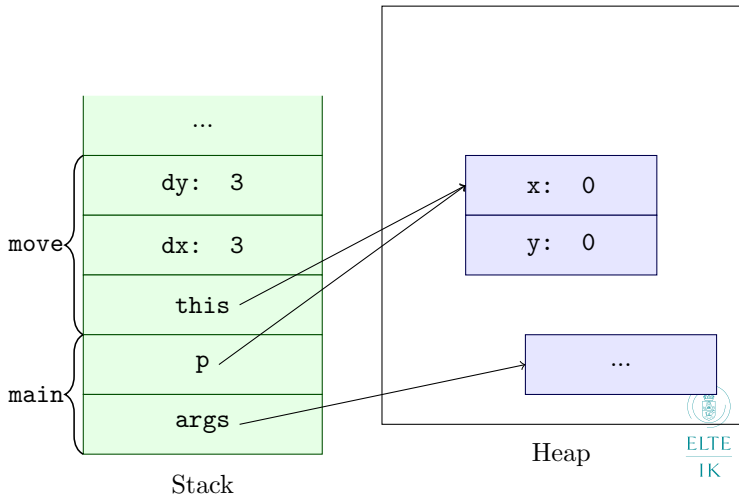 ...
dy: 3
move
dx: 3
this
p
main
args
Stack
x: 0
y: 0
...
Heap
ELTE
IK